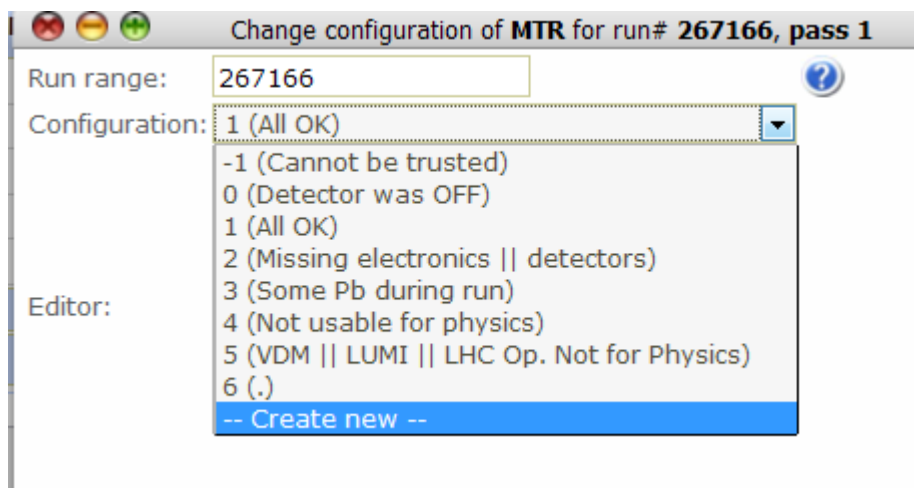 Change configuration of MTR for run# 267166, pass 1
Run range: 267166
Configuration: 1 (All OK)
-1 (Cannot be trusted)
0 (Detector was OFF)
1 (All OK)
2 (Missing electronics || detectors)
3 (Some Pb during run)
Editor:
4 (Not usable for physics)
5 (VDM || LUMI || LHC Op. Not for Physics)
6 (.)
-- Create new --